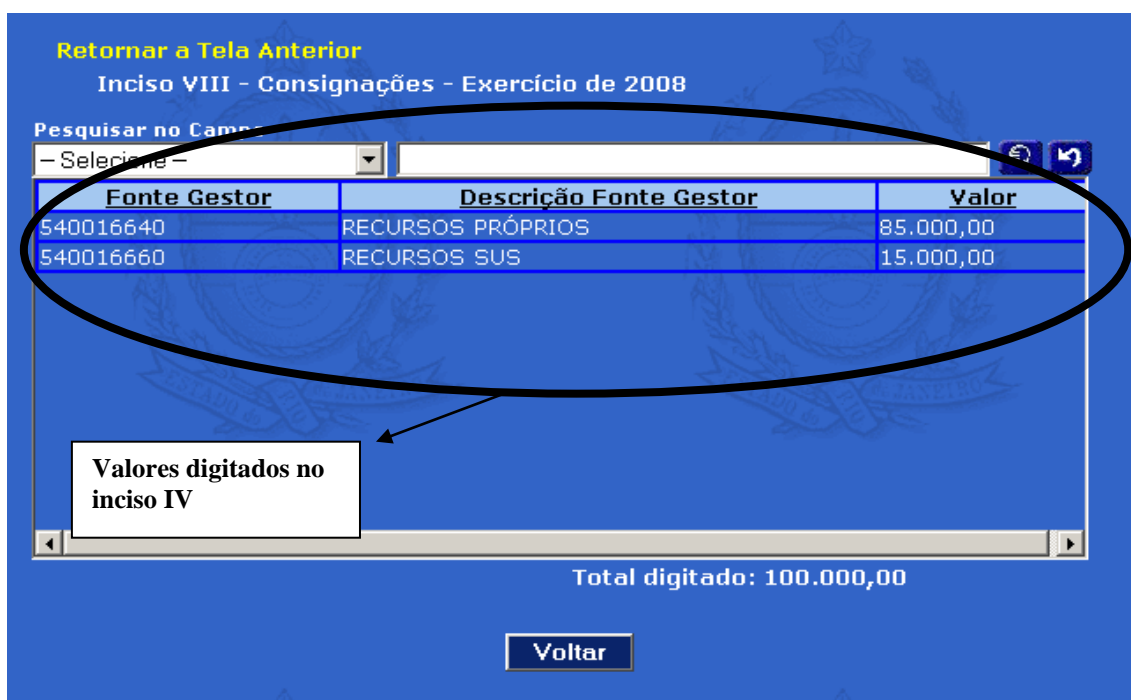 Retornar a Tela Anterior
Inciso VIII - Consignações - Exercício de 2008
Pesquisar no Campo
– Selecione –
Fonte Gestor Descrição Fonte Gestor Valor
540016640 RECURSOS PRÓPRIOS 85.000,00
540016660 RECURSOS SUS 15.000,00
Valores digitados no
inciso IV
Total digitado: 100.000,00
Voltar